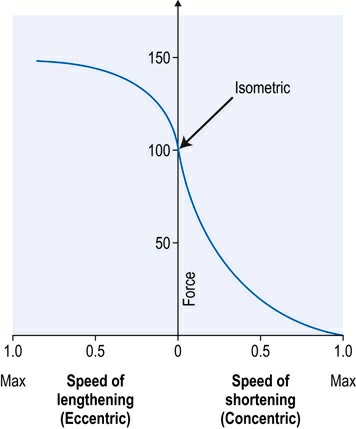 150
Isometric
100
50
Force
1.0 0.5 0 0.5 1.0
Max Speed of lengthening (Eccentric) Speed of shortening (Concentric) Max